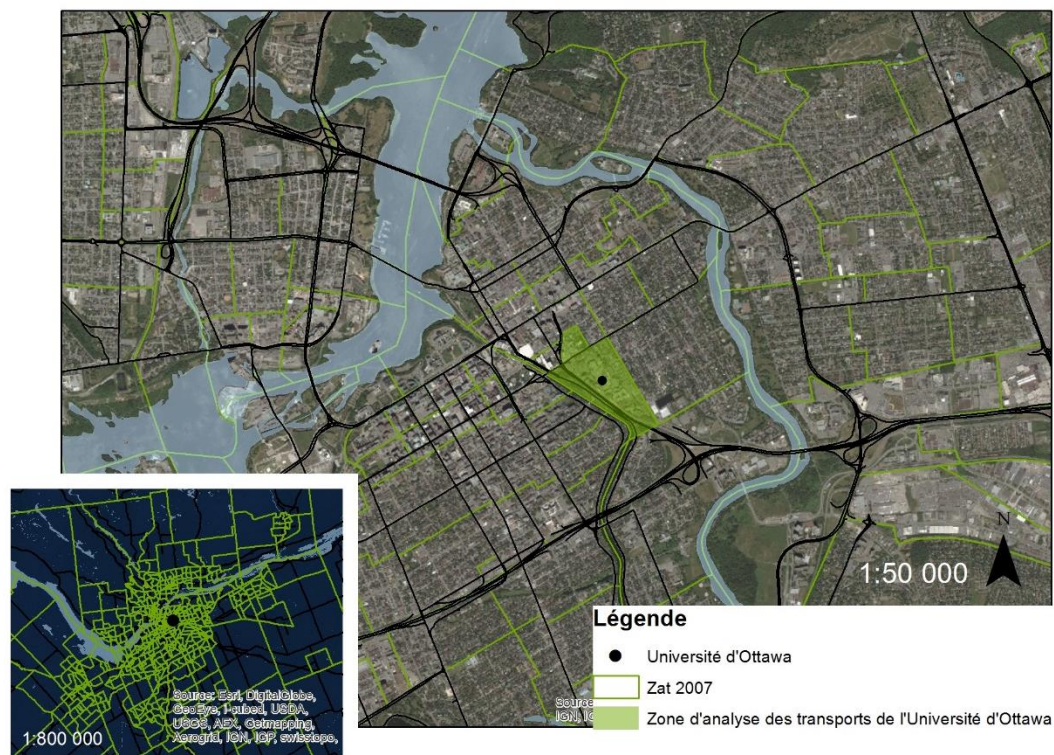 N
1:50 000
Légende
Université d'Ottawa
Zat 2007
Zone d'analyse des transports de l'Université d'Ottawa
Source: Esri, DigitalGlobe,
GeoEye, i-cubed, USDA,
USGS, AEX, Getmapping,
Aerogrid, IGN, IGP, swisstopo,
1:800 000